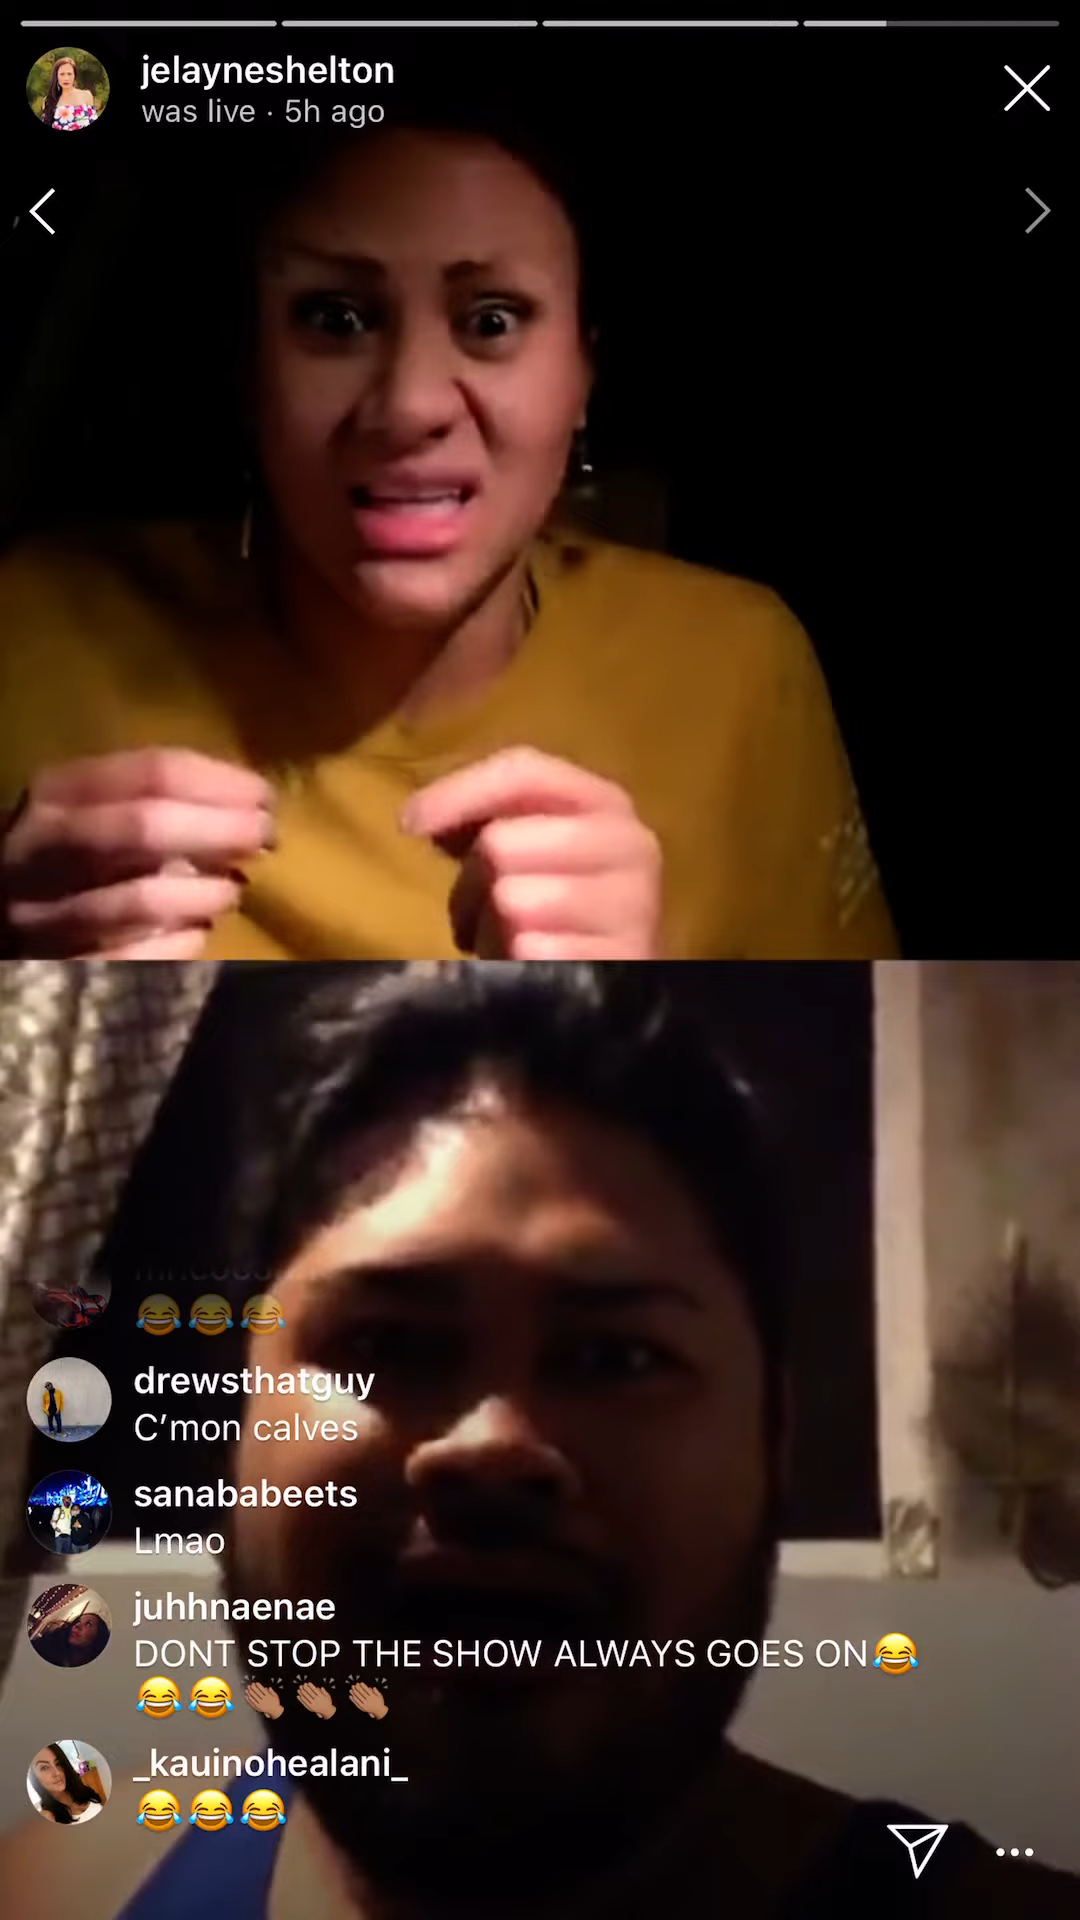 jelayneshelton
was live · 5h ago
😂😂😂
drewsthatguy
C’mon calves
sanababeets
Lmao
juhhnaenae
DONT STOP THE SHOW ALWAYS GOES ON😂
😂😂👏🏽👏🏽👏🏽
_kauinohealani_
😂😂😂